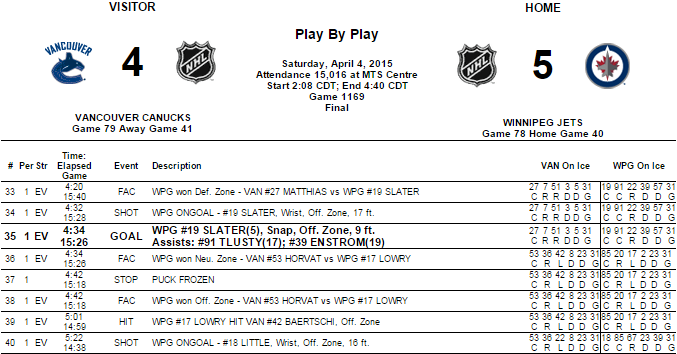 VISITOR
HOME
Play By Play
VANCOUVER
4
NHL
Saturday, April 4, 2015
Attendance 15,016 at MTS Centre
Start 2:08 CDT; End 4:40 CDT
Game 1169
Final
NHL
5
VANCOUVER CANUCKS
Game 79 Away Game 41
WINNIPEG JETS
Game 78 Home Game 40
# Per Str Time: Elapsed Game Event Description VAN On Ice WPG On Ice
33 1 EV 4:20 FAC WPG won Def. Zone - VAN #27 MATTHIAS vs WPG #19 SLATER 27 7 51 3 5 31 19 91 22 39 57 31
15:40 C R R D D G C C R D D G
34 1 EV 4:32 SHOT WPG ONGOAL - #19 SLATER, Wrist, Off. Zone, 17 ft. 27 7 51 3 5 31 19 91 22 39 57 31
15:28 C R R D D G C C R D D G
35 1 EV 4:34 GOAL WPG #19 SLATER(5), Snap, Off. Zone, 9 ft. 27 7 51 3 5 31 19 91 22 39 57 31
15:26 Assists: #91 TLUSTY(17); #39 ENSTROM(19) C R R D D G C C R D D G
36 1 EV 4:34 FAC WPG won Neu. Zone - VAN #53 HORVAT vs WPG #17 LOWRY 53 36 42 8 23 31 85 20 17 2 23 31
15:26 C R L D D G C R L D D G
37 1 4:42 STOP PUCK FROZEN 53 36 42 8 23 31 85 20 17 2 23 31
15:18 C R L D D G C R L D D G
38 1 EV 4:42 FAC WPG won Off. Zone - VAN #53 HORVAT vs WPG #17 LOWRY 53 36 42 8 23 31 85 20 17 2 23 31
15:18 C R L D D G C R L D D G
39 1 EV 5:01 HIT WPG #17 LOWRY HIT VAN #42 BAERTSCHI, Off. Zone 53 36 42 8 23 31 85 20 17 2 23 31
14:59 C R L D D G C R L D D G
40 1 EV 5:22 SHOT WPG ONGOAL - #18 LITTLE, Wrist, Off. Zone, 16 ft. 53 36 22 8 23 31 18 85 67 23 39 31
14:38 C R L D D G C C R D D G